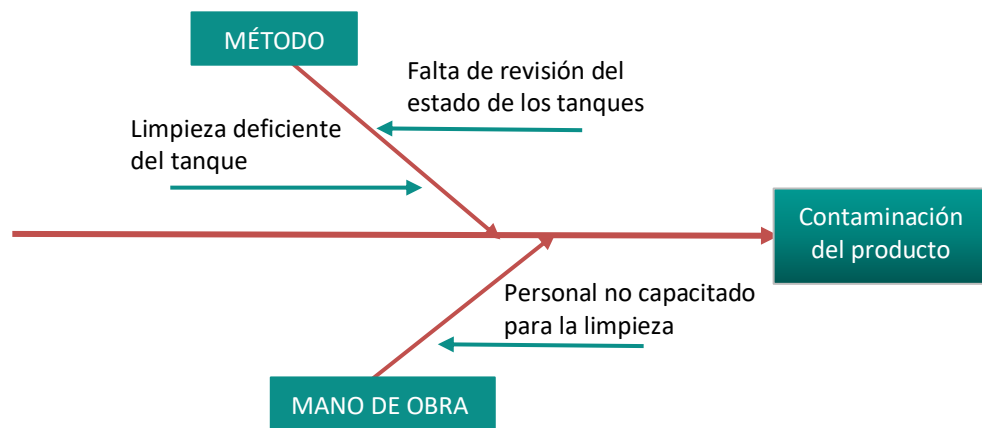 MÉTODO
Falta de revisión del
estado de los tanques
Limpieza deficiente
del tanque
Contaminación
del producto
Personal no capacitado
para la limpieza
MANO DE OBRA